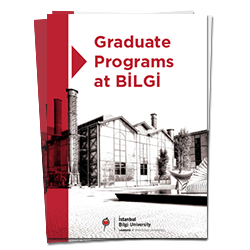 Graduate
Programs
at BİLGİ
İstanbul
Bilgi University